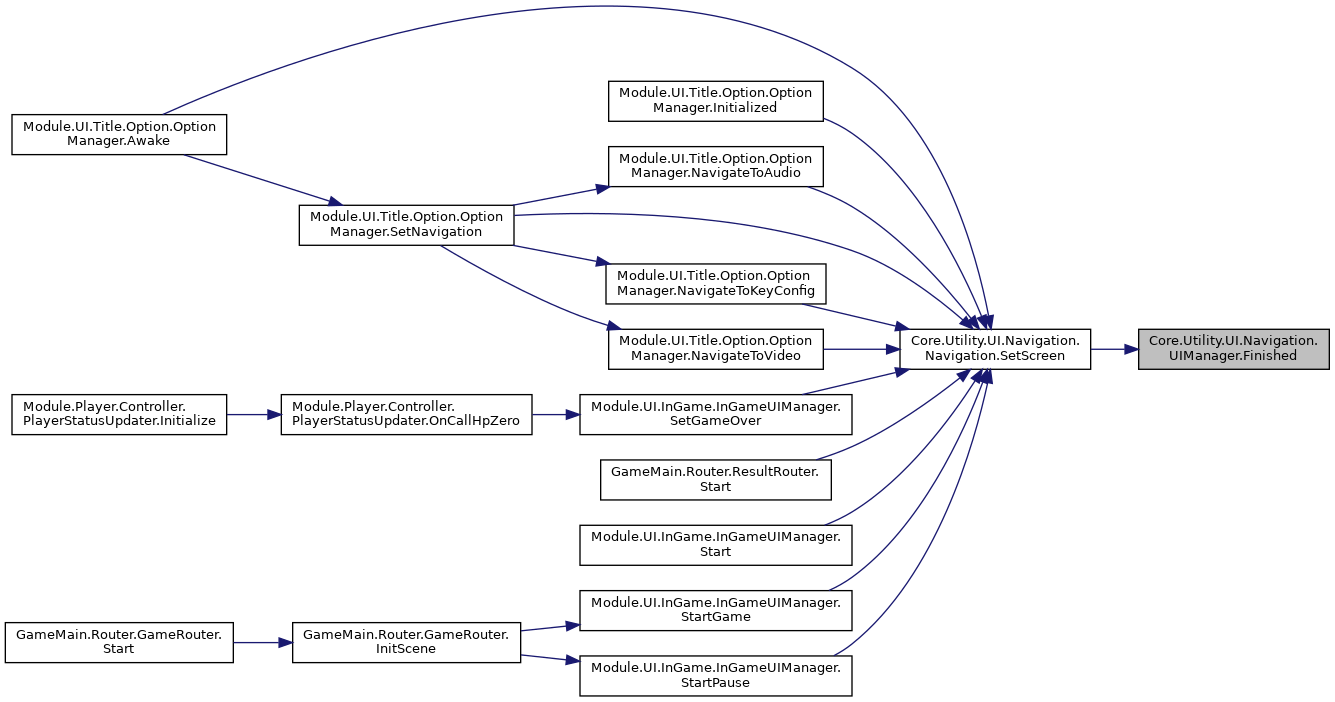 Module.UI.Title.Option.Option
Manager.Awake
Module.UI.Title.Option.Option
Manager.Initialized
Module.UI.Title.Option.Option
Manager.NavigateToAudio
Module.UI.Title.Option.Option
Manager.SetNavigation
Module.UI.Title.Option.Option
Manager.NavigateToKeyConfig
Module.UI.Title.Option.Option
Manager.NavigateToVideo
Core.Utility.UI.Navigation.
Navigation.SetScreen
Core.Utility.UI.Navigation.
UIManager.Finished
Module.Player.Controller.
PlayerStatusUpdater.Initialize
Module.Player.Controller.
PlayerStatusUpdater.OnCallHpZero
Module.UI.InGame.InGameUIManager.
SetGameOver
GameMain.Router.ResultRouter.
Start
Module.UI.InGame.InGameUIManager.
Start
Module.UI.InGame.InGameUIManager.
StartGame
GameMain.Router.GameRouter.
Start
GameMain.Router.GameRouter.
InitScene
Module.UI.InGame.InGameUIManager.
StartPause